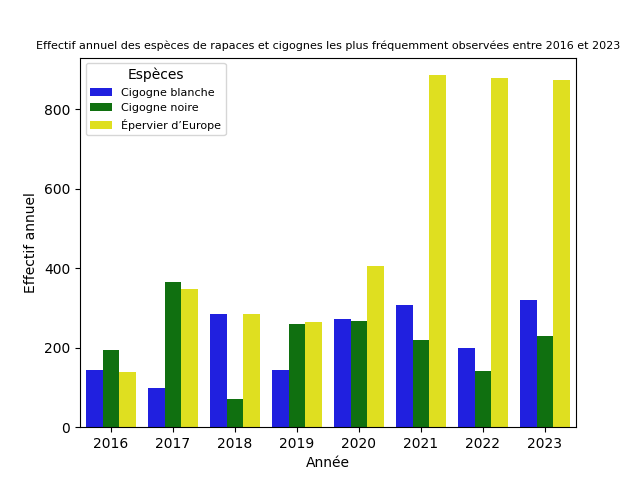 Effectif annuel des espèces de rapaces et cigognes les plus fréquemment observées entre 2016 et 2023
Espèces
Cigogne blanche
Cigogne noire
Épervier d’Europe
Effectif annuel
800
600
400
200
0
2016 2017 2018 2019 2020 2021 2022 2023
Année